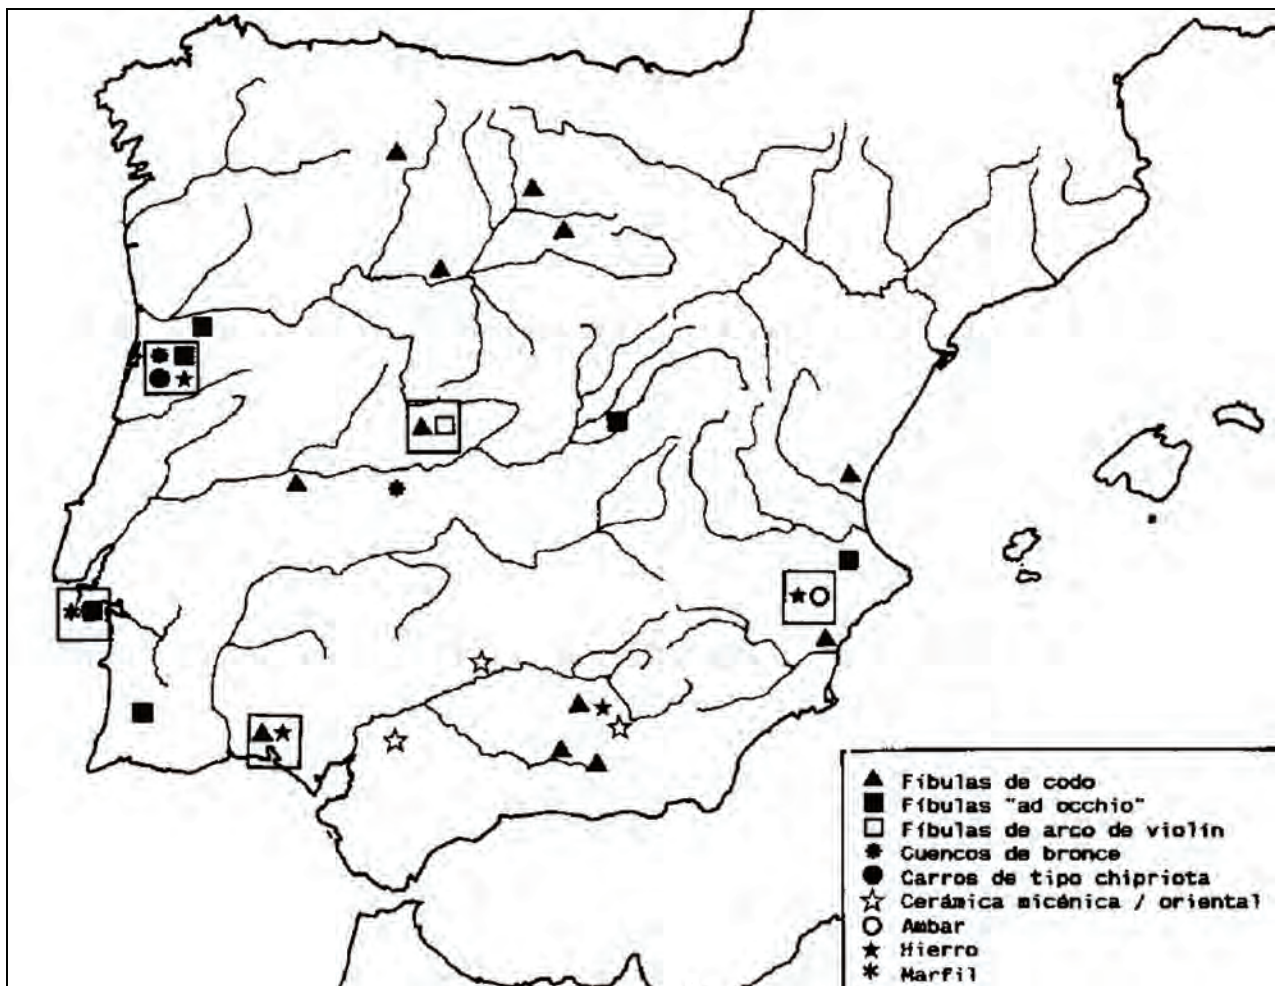 Fíbulas de codo
Fíbulas "ad occhio"
Fíbulas de arco de violín
Cuencos de bronce
Carros de tipo chipriota
Cerámica micénica / oriental
Ambar
Hierro
Marfil